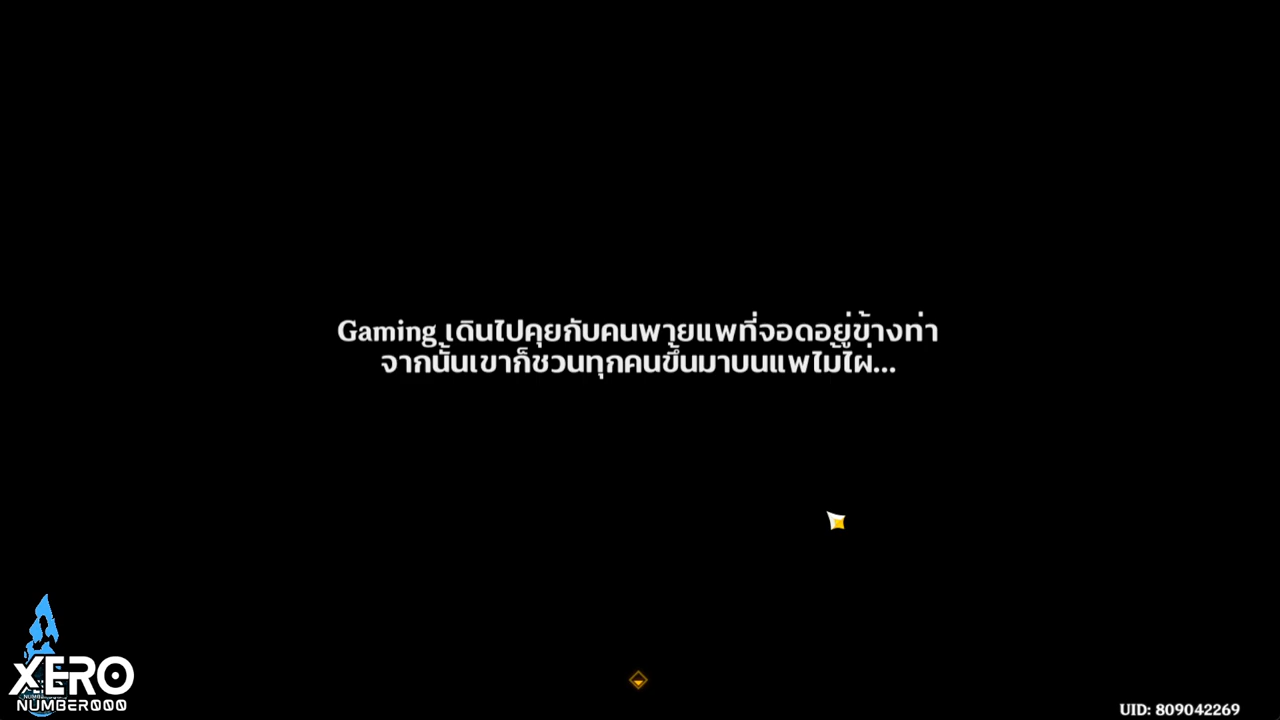 Gaming เดินไปคุยกับคนพายแพที่จอดอยู่ข้างท่า
จากนั้นเขาก็ชวนทุกคนขึ้นมาบนแพไม้ไผ่...
XERO
NUMBER000
UID: 809042269